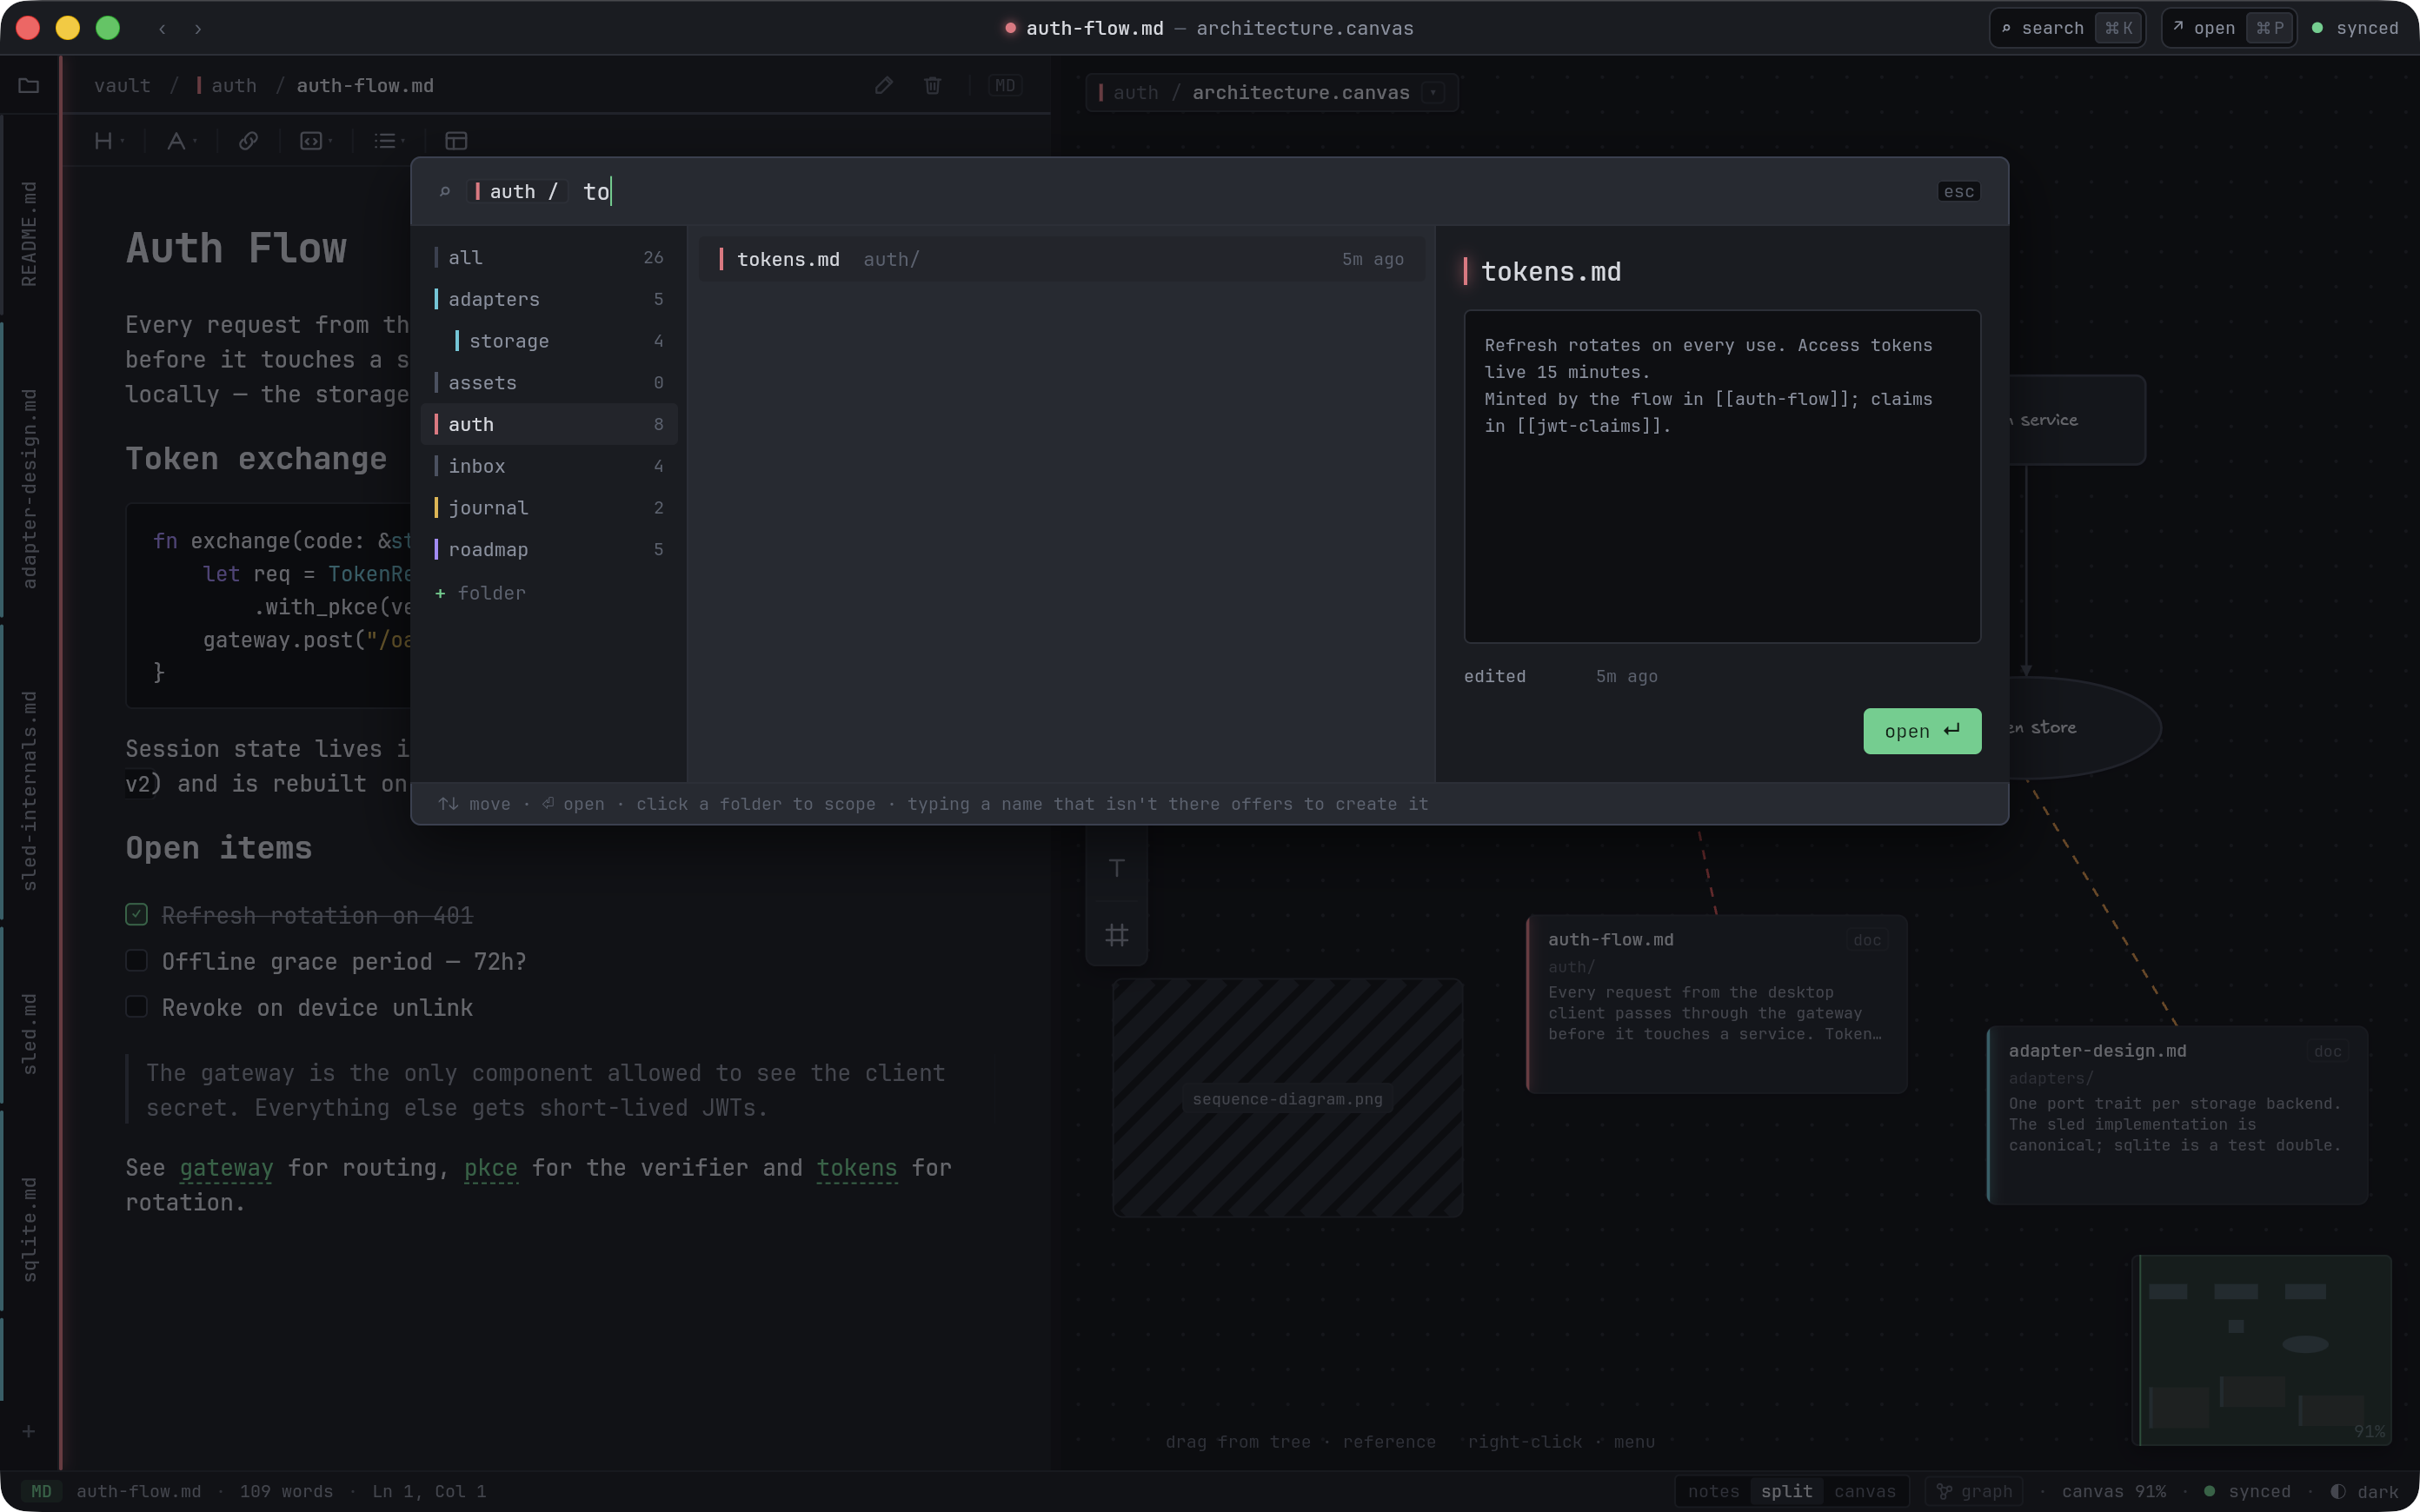 auth-flow.md — architecture.canvas
search ⌘K
open ⌘P
synced
vault / auth / auth-flow.md
MD
auth / architecture.canvas
README.md
adapter-design.md
sled-internals.md
sled.md
sqlite.md
auth / to
esc
all 26
adapters 5
storage 4
assets 0
auth 8
inbox 4
journal 2
roadmap 5
+ folder
tokens.md auth/ 5m ago
tokens.md
Refresh rotates on every use. Access tokens
live 15 minutes.
Minted by the flow in [[auth-flow]]; claims
in [[jwt-claims]].
edited 5m ago
open ↵
↑↓ move · ⏎ open · click a folder to scope · typing a name that isn't there offers to create it
Auth Flow
Every request from
before it touches a
locally — the storage
Token exchange
fn exchange(code: &
let req =
.with_pkce(
gateway.post("
}
Session state lives
v2) and is rebuilt on
Open items
Refresh rotation on 401
Offline grace period — 72h?
Revoke on device unlink
The gateway is the only component allowed to see the client
secret. Everything else gets short-lived JWTs.
See gateway for routing, pkce for the verifier and tokens for
rotation.
service
store
T
auth-flow.md doc
auth/
Every request from the desktop
client passes through the gateway
before it touches a service. Token…
sequence-diagram.png
adapter-design.md doc
adapters/
One port trait per storage backend.
The sled implementation is
canonical; sqlite is a test double.
91%
drag from tree · reference right-click · menu
MD auth-flow.md · 109 words · Ln 1, Col 1
notes split canvas
graph · canvas 91% · synced · dark